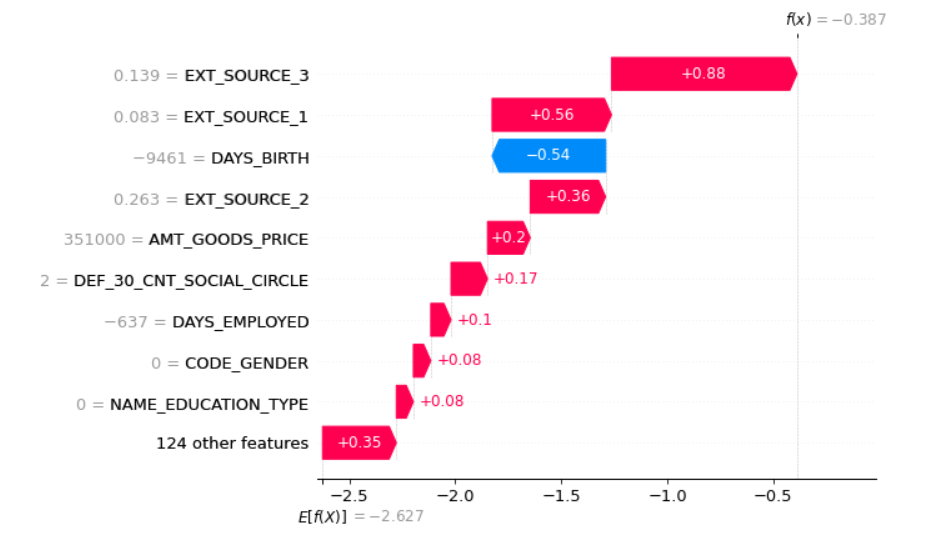 f(x) = −0.387
0.139 = EXT_SOURCE_3 +0.88
0.083 = EXT_SOURCE_1 +0.56
−9461 = DAYS_BIRTH −0.54
0.263 = EXT_SOURCE_2 +0.36
351000 = AMT_GOODS_PRICE +0.2
2 = DEF_30_CNT_SOCIAL_CIRCLE +0.17
−637 = DAYS_EMPLOYED +0.1
0 = CODE_GENDER +0.08
0 = NAME_EDUCATION_TYPE +0.08
124 other features +0.35
−2.5 −2.0 −1.5 −1.0 −0.5
E[f(X)] = −2.627